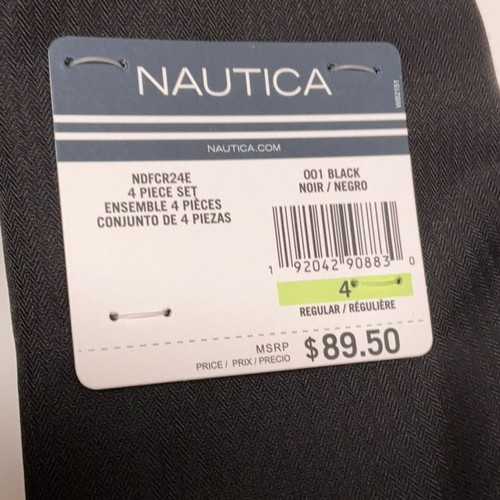 NAUTICA
WB2151
NAUTICA.COM
NDFCR24E
4 PIECE SET
ENSEMBLE 4 PIÈCES
CONJUNTO DE 4 PIEZAS
001 BLACK
NOIR / NEGRO
1 92042 90883 0
4
REGULAR / RÉGULIÈRE
MSRP
PRICE / PRIX / PRECIO
$89.50